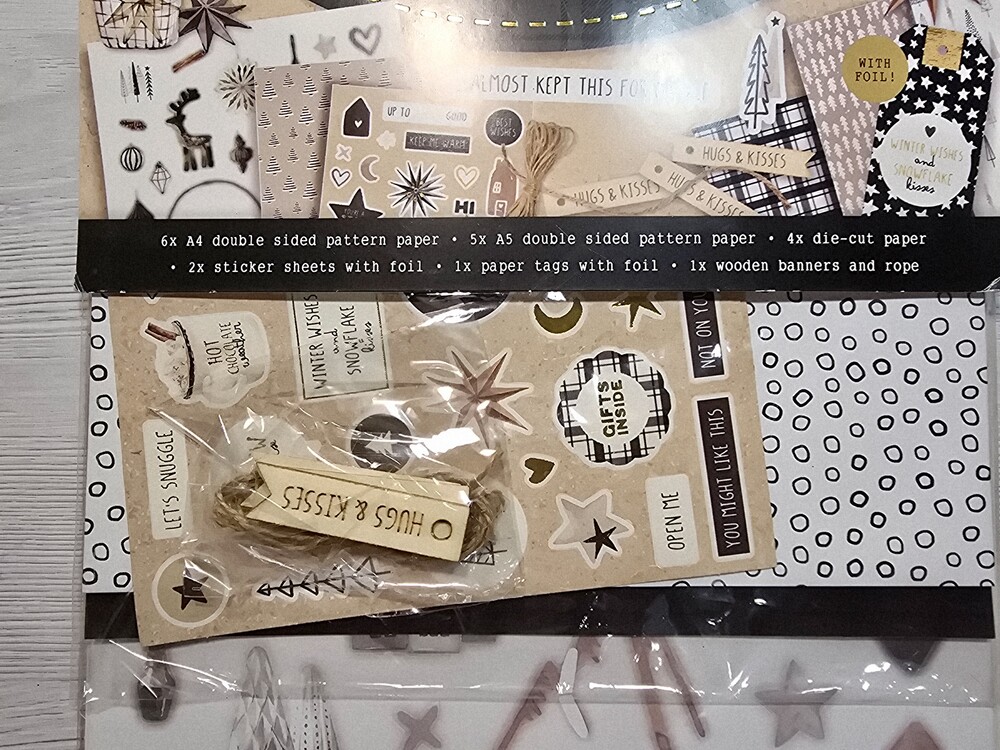 ALMOST KEPT THIS FOR
WITH
FOIL!
UP TO
GOOD
KEEP ME WARM
BEST
WISHES
HI
HUGS & KISSES
HUGS & KISSES
HUGS & KISSES
WINTER WISHES
and
SNOWFLAKE
kisses
6x A4 double sided pattern paper • 5x A5 double sided pattern paper • 4x die-cut paper
• 2x sticker sheets with foil • 1x paper tags with foil • 1x wooden banners and rope
HOT
CHOCOLATE
weather
WINTER WISHES
and
SNOWFLAKE
kisses
NOT ON YOU
GIFTS
INSIDE
LET'S SNUGGLE
HUGS & KISSES
OPEN ME
YOU MIGHT LIKE THIS